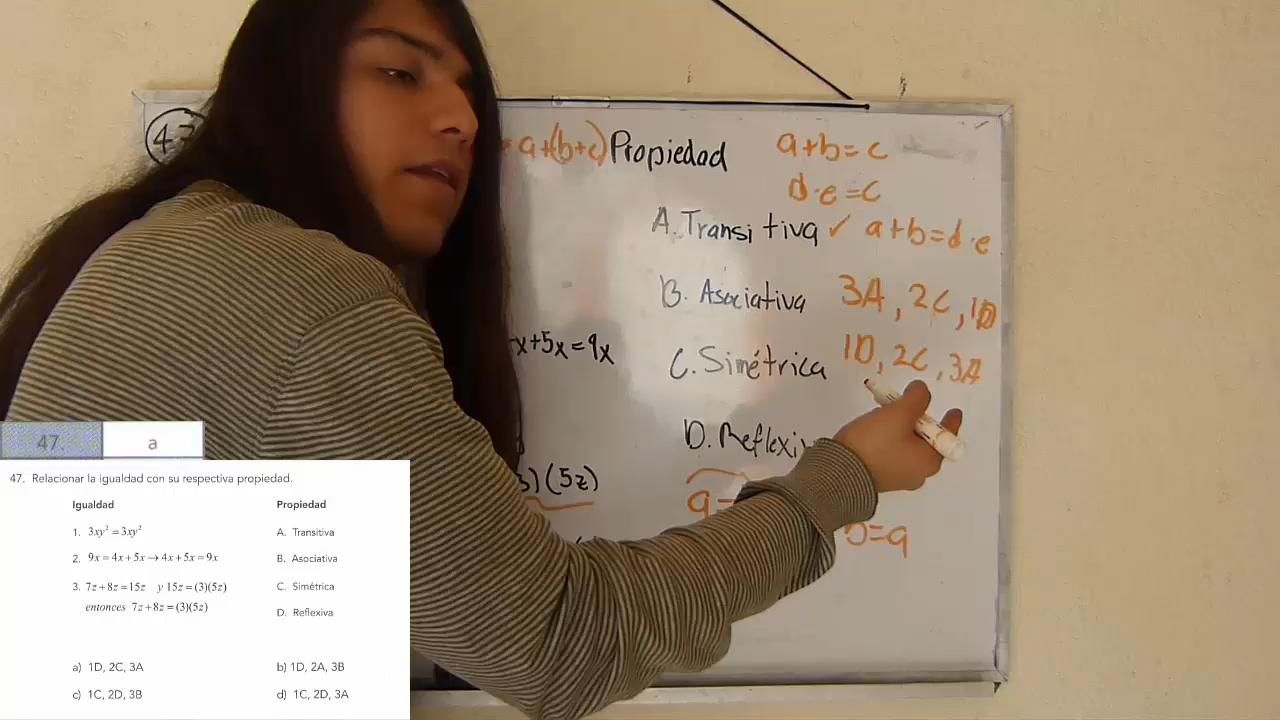 47
a+(b+c) Propiedad
a+b=c
d·e=c
A. Transitiva ✓ a+b=d·e
B. Asociativa 3A, 2C, 1D
x+5x=9x
C. Simétrica 1D, 2C, 3A
D. Reflexiv
)(5z)
a
b=a
47. a
47. Relacionar la igualdad con su respectiva propiedad.
Igualdad Propiedad
1. 3xy² = 3xy² A. Transitiva
2. 9x = 4x + 5x → 4x + 5x = 9x B. Asociativa
3. 7z + 8z = 15z y 15z = (3)(5z) C. Simétrica
entonces 7z + 8z = (3)(5z) D. Reflexiva
a) 1D, 2C, 3A b) 1D, 2A, 3B
c) 1C, 2D, 3B d) 1C, 2D, 3A